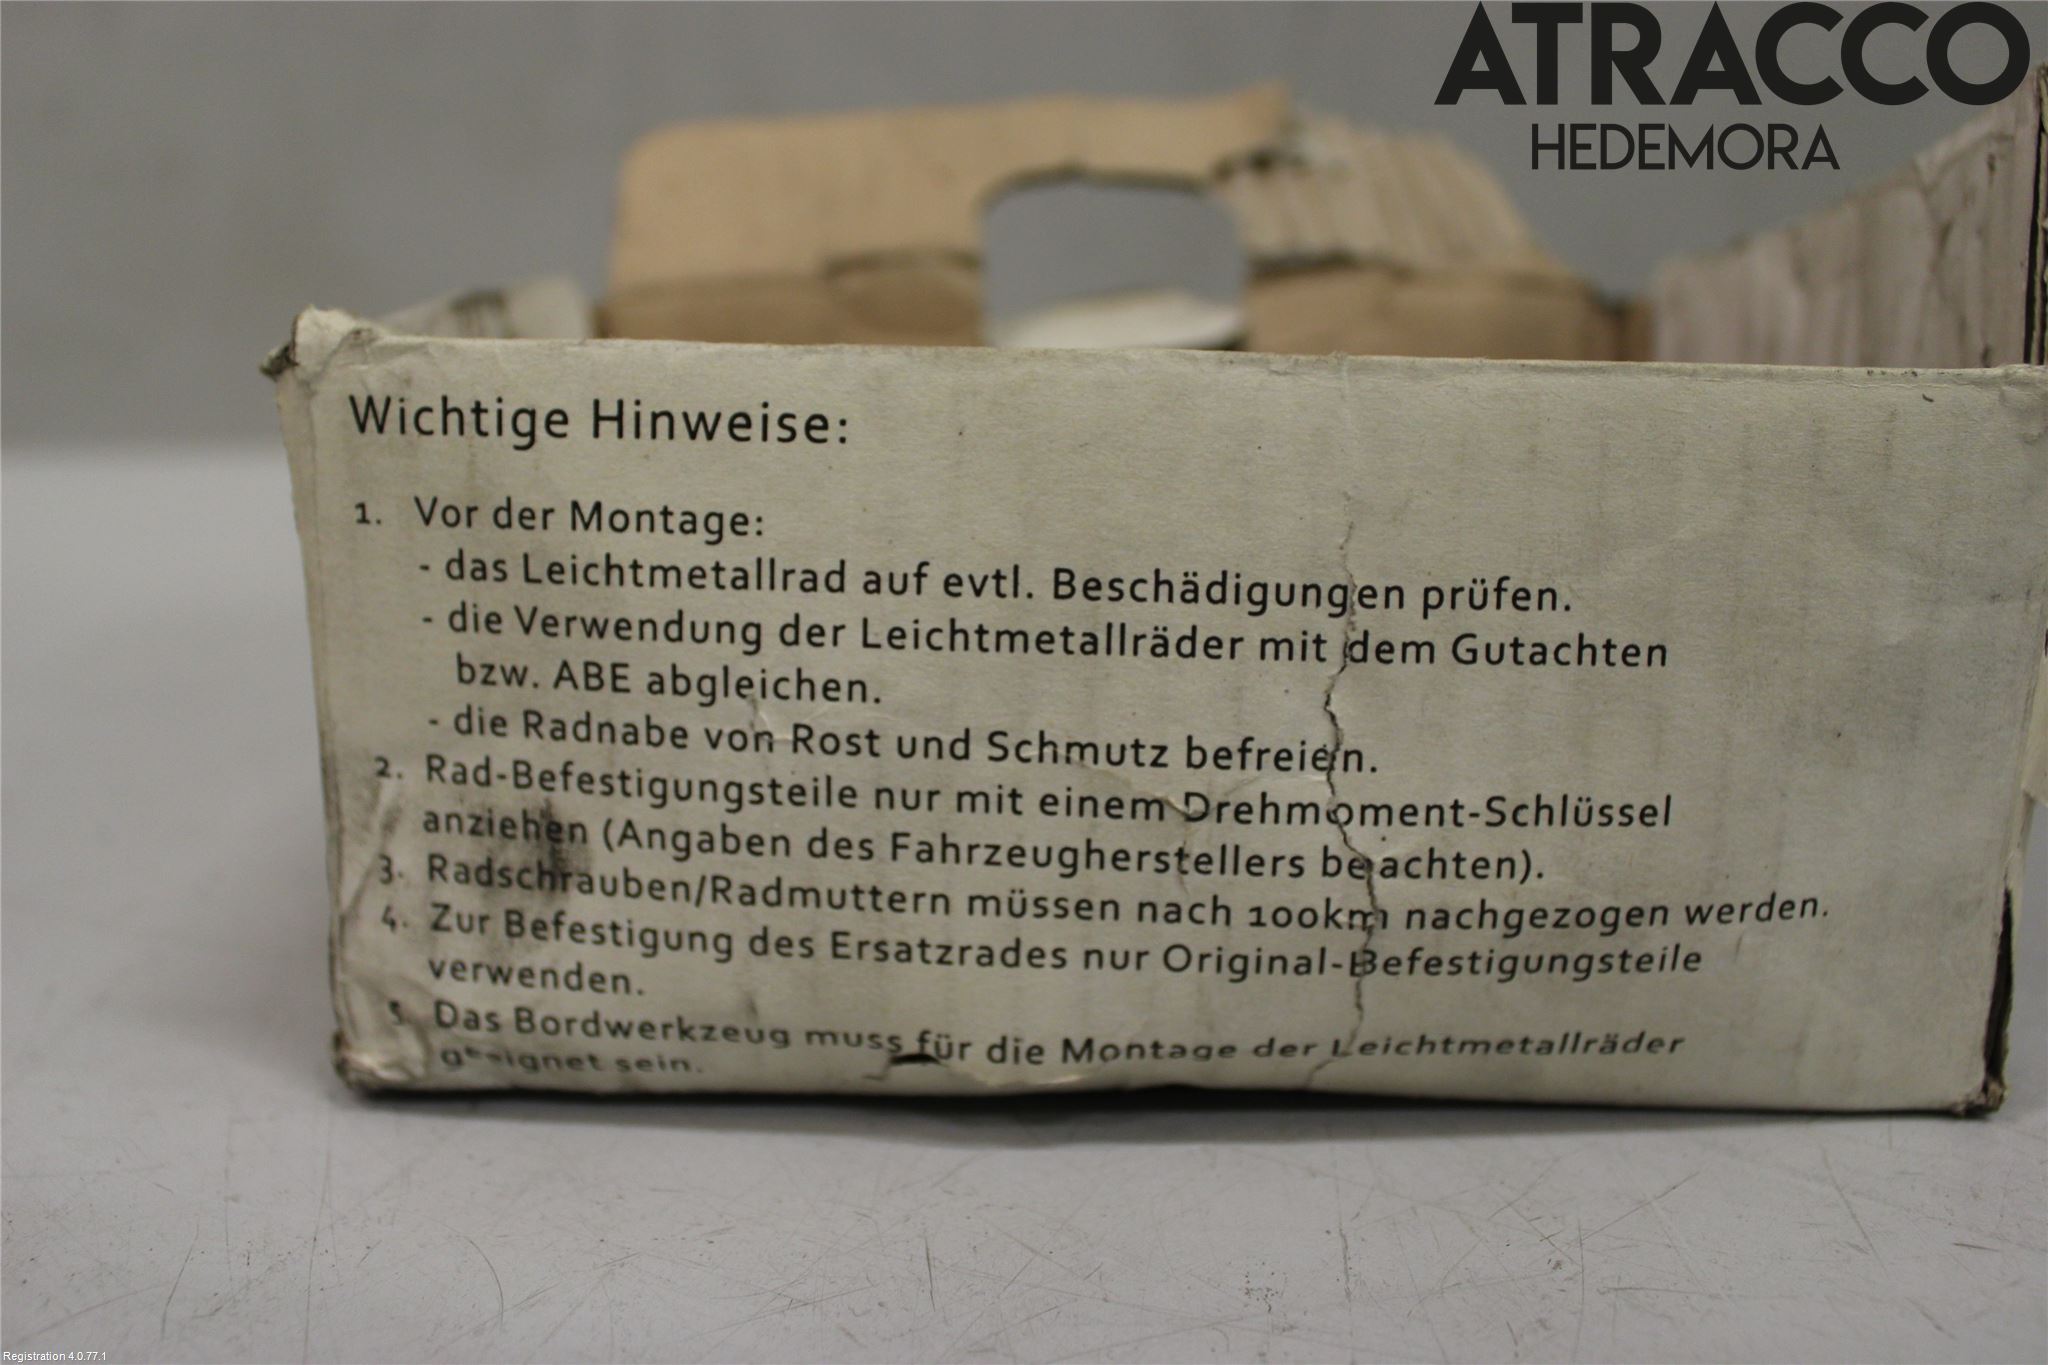 ATRACCO
HEDEMORA
Wichtige Hinweise:
1. Vor der Montage:
- das Leichtmetallrad auf evtl. Beschädigungen prüfen.
- die Verwendung der Leichtmetallräder mit dem Gutachten
bzw. ABE abgleichen.
- die Radnabe von Rost und Schmutz befreien.
2. Rad-Befestigungsteile nur mit einem Drehmoment-Schlüssel
anziehen (Angaben des Fahrzeugherstellers beachten).
3. Radschrauben/Radmuttern müssen nach 100km nachgezogen werden.
4. Zur Befestigung des Ersatzrades nur Original-Befestigungsteile
verwenden.
5. Das Bordwerkzeug muss für die Montage der Leichtmetallräder
geeignet sein.
Registration 4.0.77.1